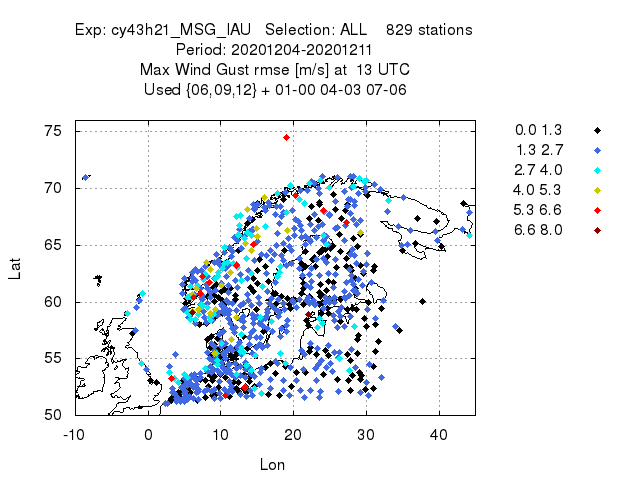 Exp: cy43h21_MSG_IAU Selection: ALL 829 stations
Period: 20201204-20201211
Max Wind Gust rmse [m/s] at 13 UTC
Used {06,09,12} + 01-00 04-03 07-06
0.0 1.3
1.3 2.7
2.7 4.0
4.0 5.3
5.3 6.6
6.6 8.0
75
70
65
60
55
50
Lat
-10 0 10 20 30 40
Lon